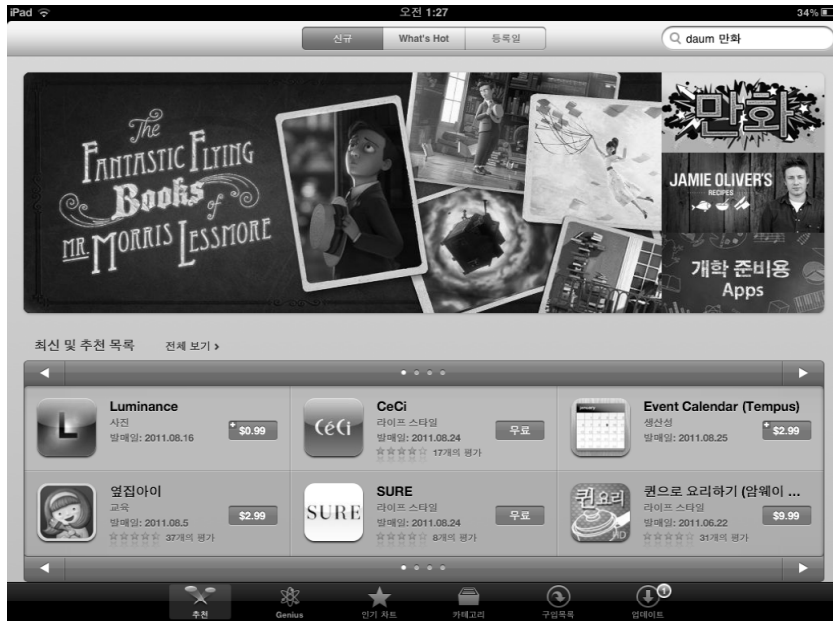 iPad
오전 1:27
34%
신규
What's Hot
등록일
daum 만화
The
FANTASTIC FLYING
Books of
MR. MORRIS LESSMORE
만화
JAMIE OLIVER'S
RECIPES
개학 준비용
Apps
최신 및 추천 목록
전체 보기 >
L
Luminance
사진
발매일: 2011.08.16
+ $0.99
CéCi
CeCi
라이프 스타일
발매일: 2011.08.24
17개의 평가
무료
january
Event Calendar (Tempus)
생산성
발매일: 2011.08.25
+ $2.99
옆집아이
교육
발매일: 2011.08.5
37개의 평가
$2.99
SURE
SURE
라이프 스타일
발매일: 2011.08.24
8개의 평가
무료
퀸요리
HD
퀸으로 요리하기 (암웨이 ...
라이프 스타일
발매일: 2011.06.22
31개의 평가
$9.99
추천
Genius
인기 차트
카테고리
구입목록
업데이트
1